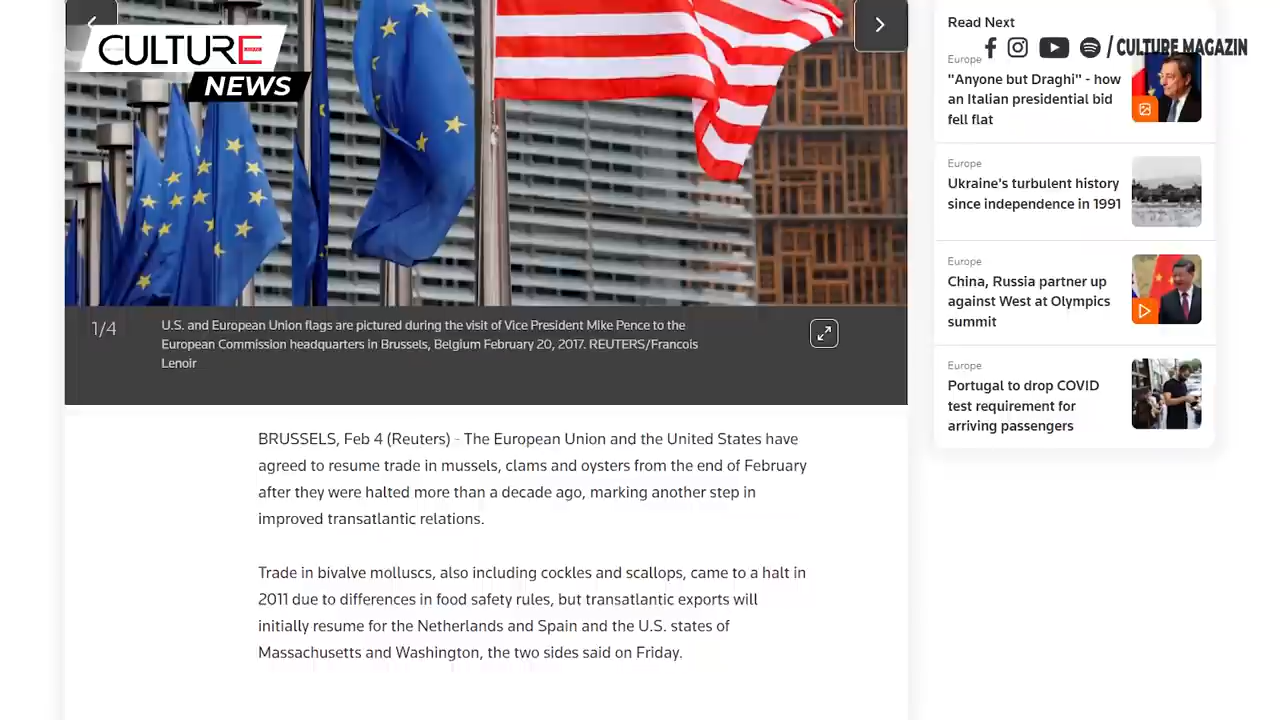 CULTURE
NEWS
/ CULTURE MAGAZIN
1/4
U.S. and European Union flags are pictured during the visit of Vice President Mike Pence to the
European Commission headquarters in Brussels, Belgium February 20, 2017. REUTERS/Francois
Lenoir
BRUSSELS, Feb 4 (Reuters) - The European Union and the United States have
agreed to resume trade in mussels, clams and oysters from the end of February
after they were halted more than a decade ago, marking another step in
improved transatlantic relations.
Trade in bivalve molluscs, also including cockles and scallops, came to a halt in
2011 due to differences in food safety rules, but transatlantic exports will
initially resume for the Netherlands and Spain and the U.S. states of
Massachusetts and Washington, the two sides said on Friday.
Read Next
Europe
"Anyone but Draghi" - how
an Italian presidential bid
fell flat
Europe
Ukraine's turbulent history
since independence in 1991
Europe
China, Russia partner up
against West at Olympics
summit
Europe
Portugal to drop COVID
test requirement for
arriving passengers